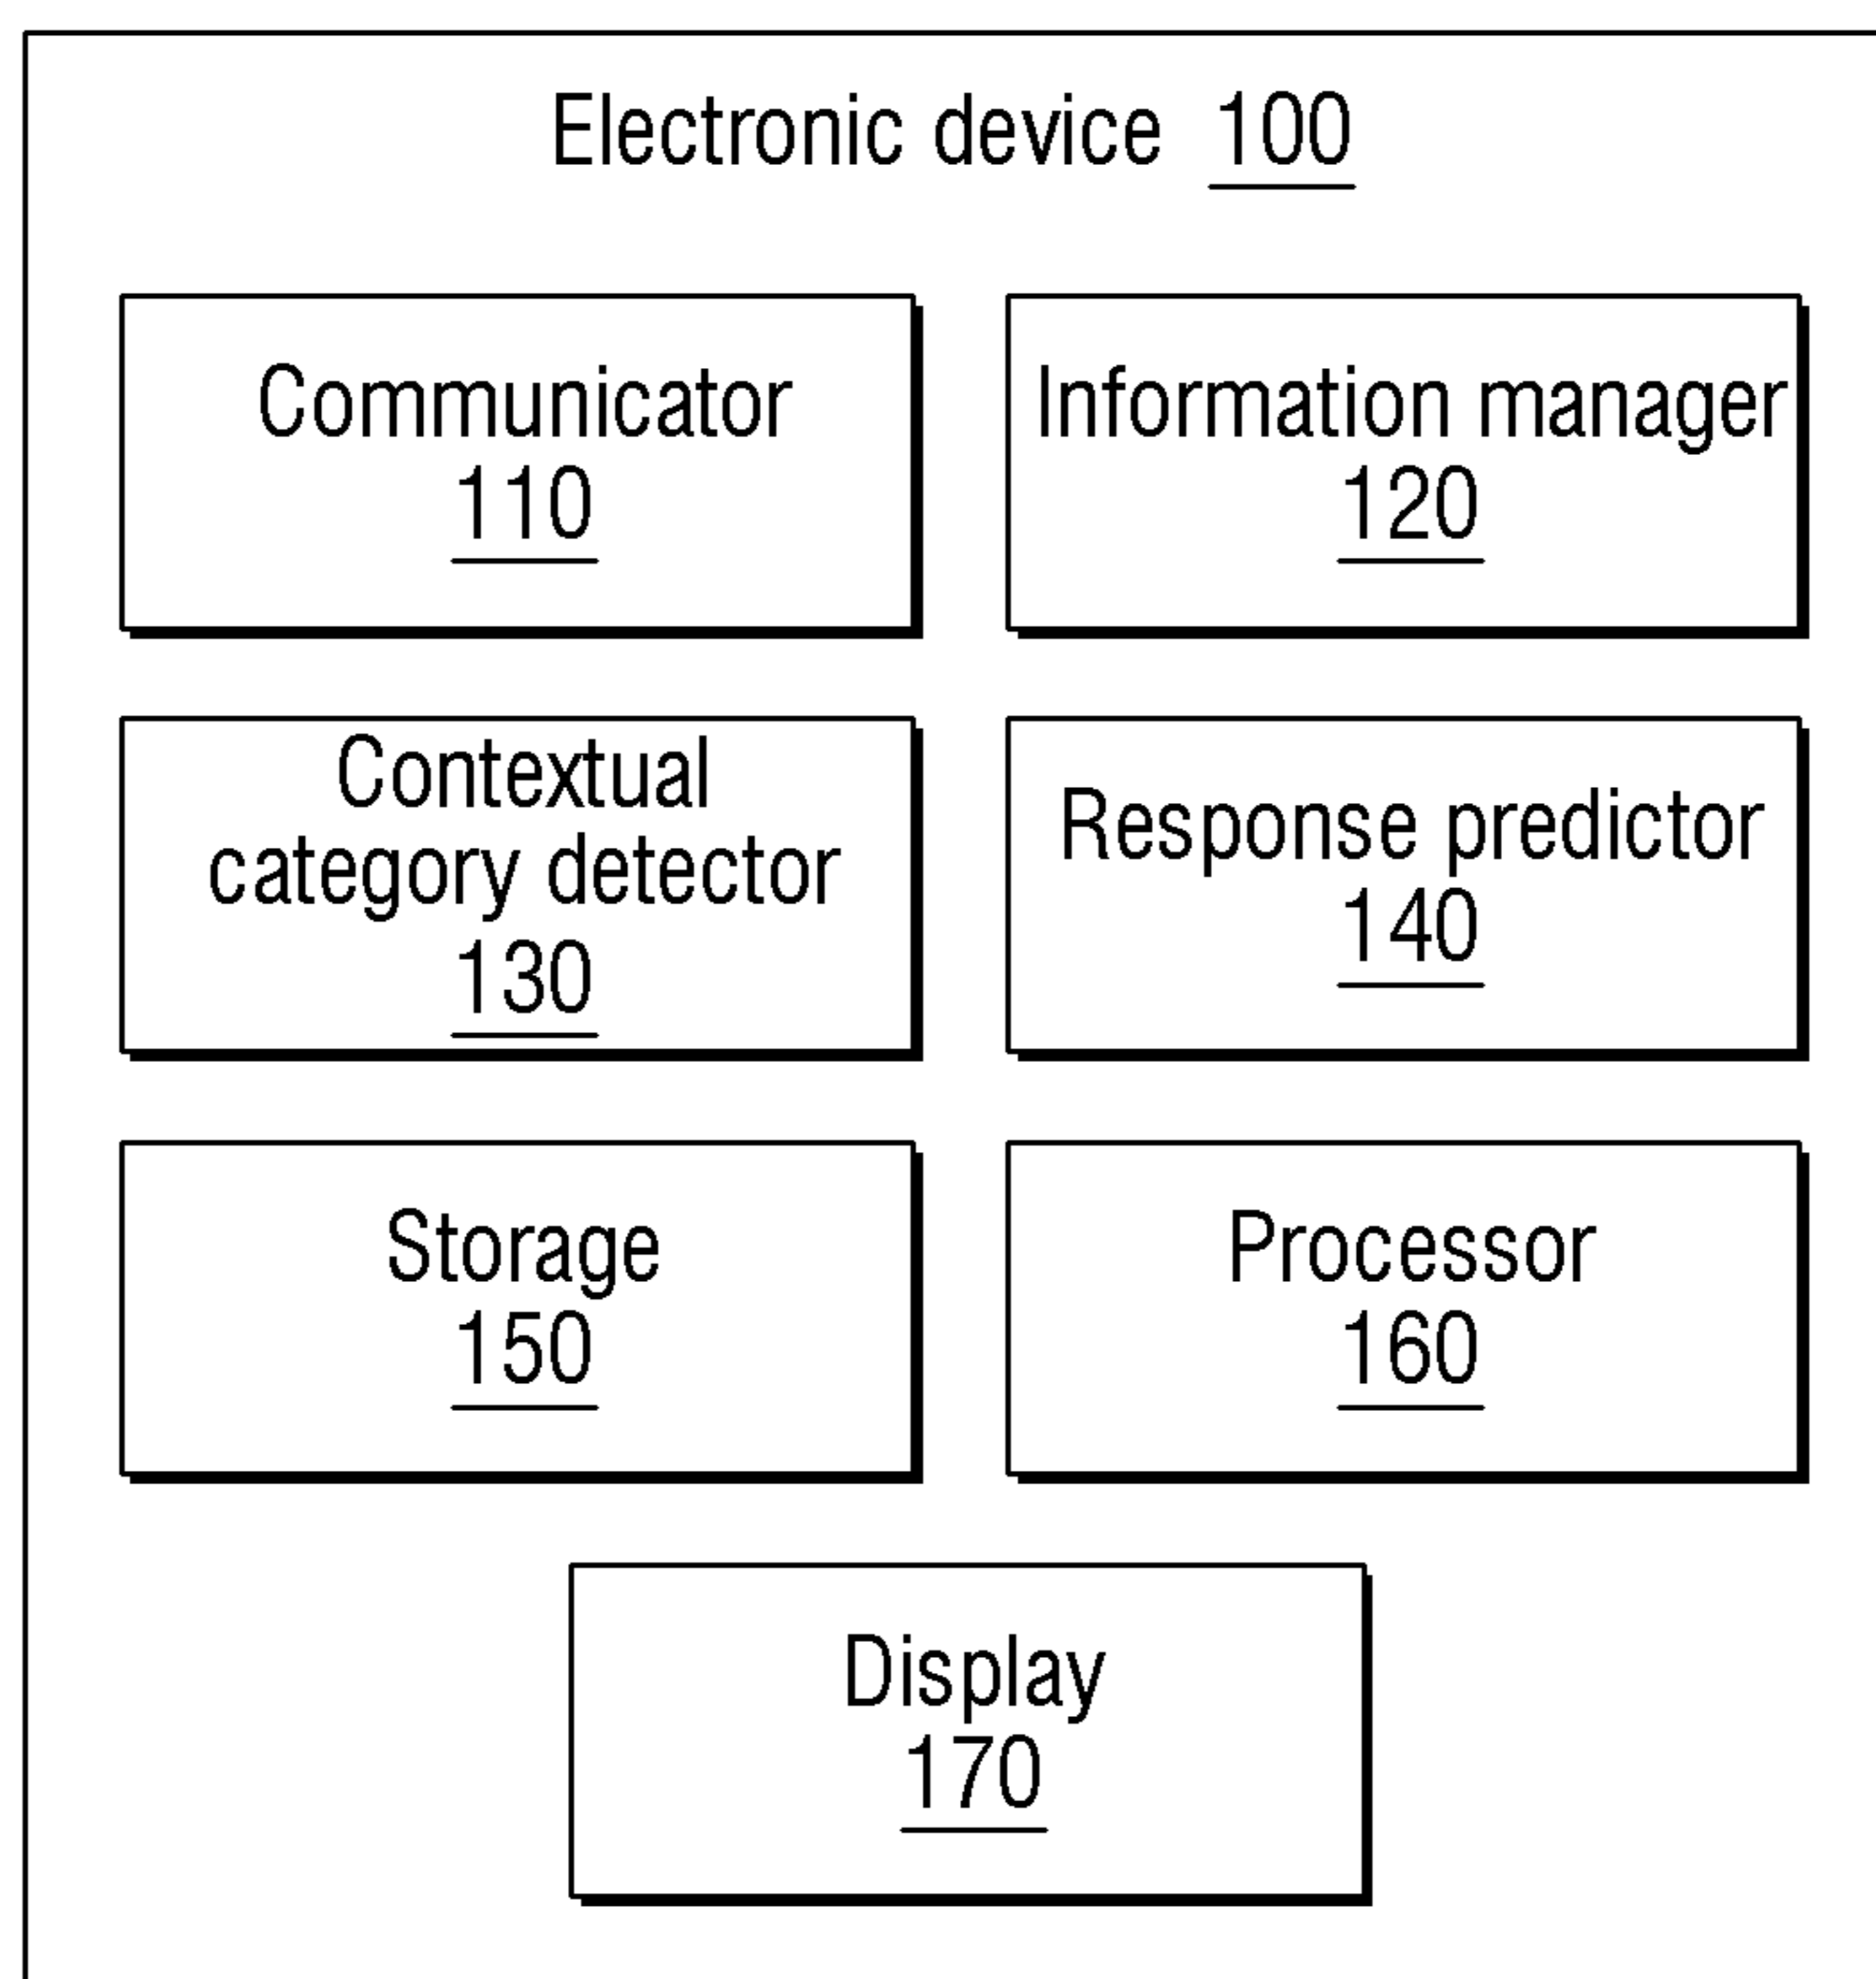 Electronic device 100
Communicator
110
Information manager
120
Contextual
category detector
130
Response predictor
140
Storage
150
Processor
160
Display
170